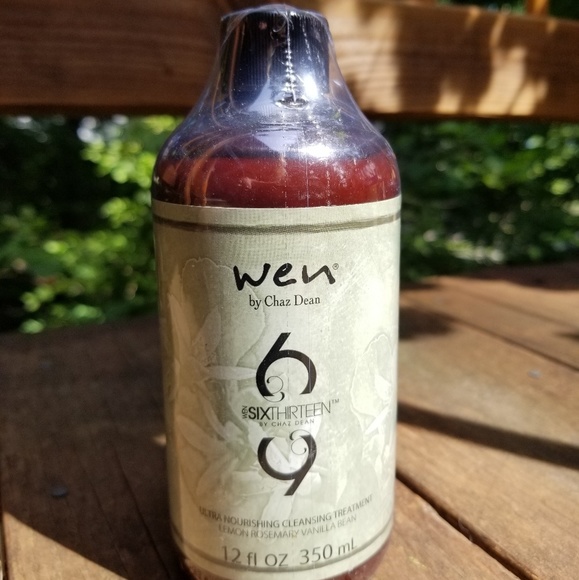 wen®
by Chaz Dean
6
wen SIXTHIRTEEN™
BY CHAZ DEAN
9
ULTRA NOURISHING CLEANSING TREATMENT
LEMON ROSEMARY VANILLA BEAN
12 fl oz 350 mL